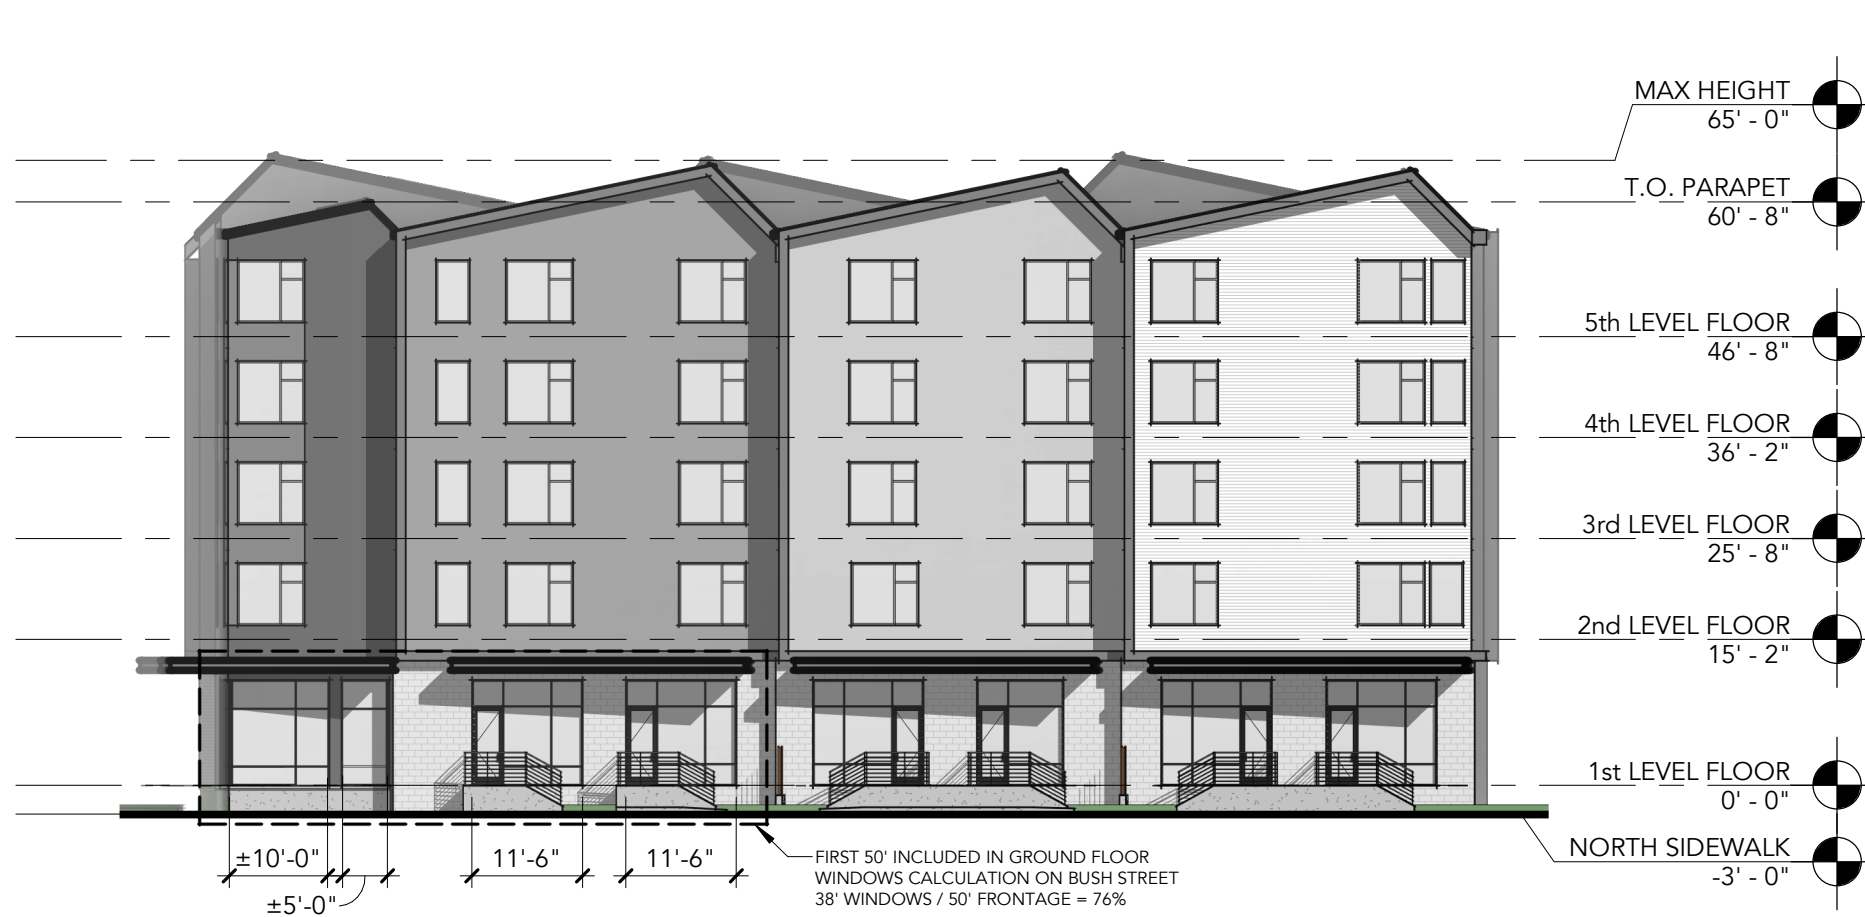 MAX HEIGHT
65' - 0"
T.O. PARAPET
60' - 8"
5th LEVEL FLOOR
46' - 8"
4th LEVEL FLOOR
36' - 2"
3rd LEVEL FLOOR
25' - 8"
2nd LEVEL FLOOR
15' - 2"
1st LEVEL FLOOR
0' - 0"
NORTH SIDEWALK
-3' - 0"
±10'-0"
±5'-0"
11'-6"
11'-6"
FIRST 50' INCLUDED IN GROUND FLOOR
WINDOWS CALCULATION ON BUSH STREET
38' WINDOWS / 50' FRONTAGE = 76%